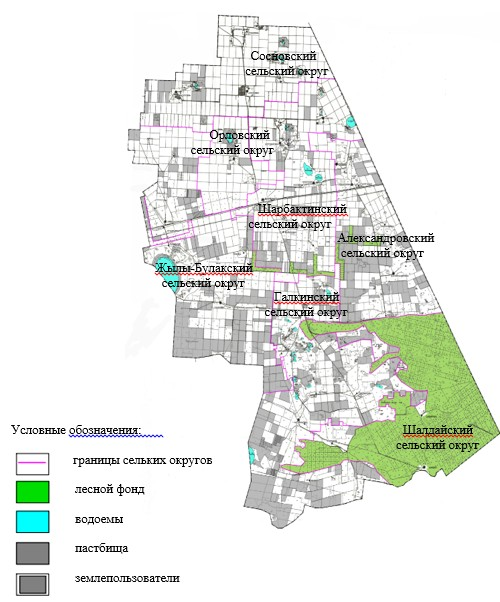 Сосновский
сельский округ
Орловский
сельский округ
Шарбактинский
сельский округ
Александровский
сельский округ
Жылы-Булакский
сельский округ
Галкинский
сельский округ
Шалдайский
сельский округ
Условные обозначения:
границы сельких округов
лесной фонд
водоемы
пастбища
землепользователи